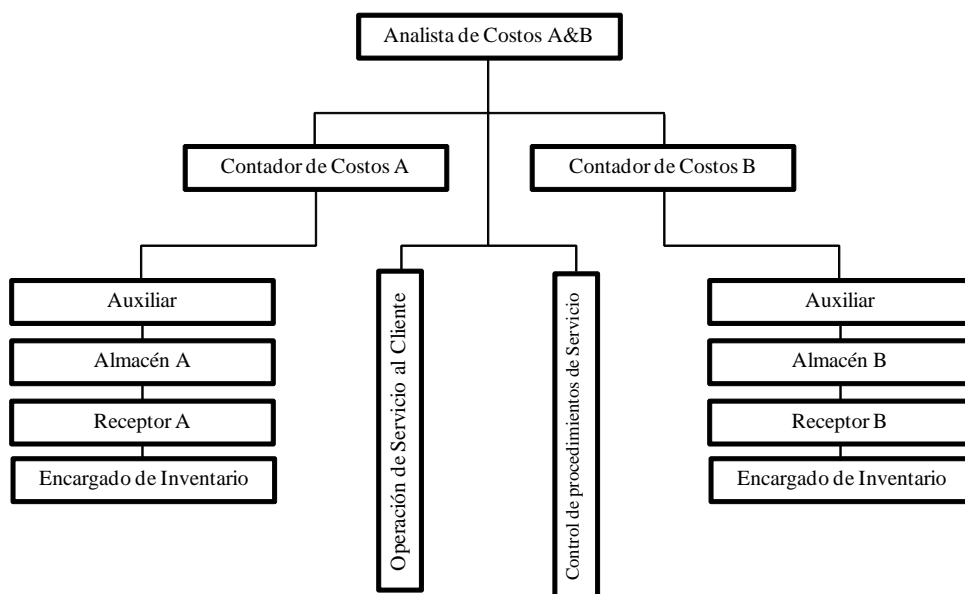 Analista de Costos A&B
Contador de Costos A
Contador de Costos B
Auxiliar
Almacén A
Receptor A
Encargado de Inventario
Operación de Servicio al Cliente
Control de procedimientos de Servicio
Auxiliar
Almacén B
Receptor B
Encargado de Inventario